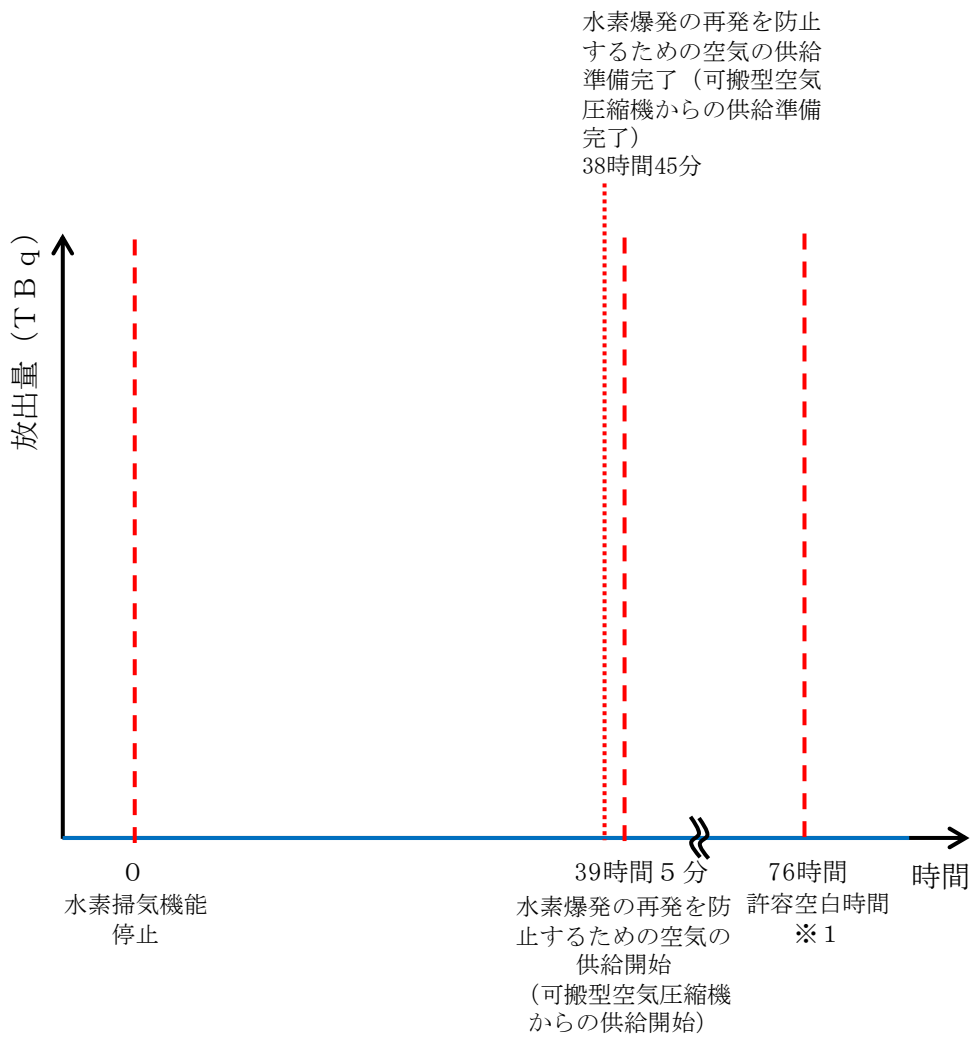 水素爆発の再発を防止
するための空気の供給
準備完了（可搬型空気
圧縮機からの供給準備
完了）
38時間45分
放出量（ＴＢｑ）
0
水素掃気機能
停止
39時間５分
水素爆発の再発を防
止するための空気の
供給開始
（可搬型空気圧縮機
からの供給開始）
76時間
許容空白時間
※１
時間